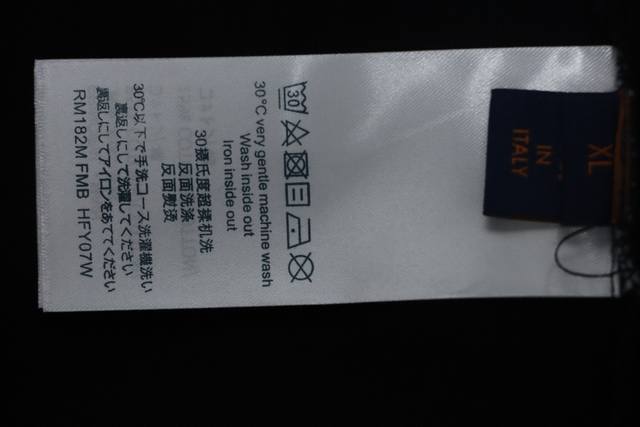 XL
IN
ITALY
30
30°C very gentle machine wash
Wash inside out
Iron inside out
30摄氏度超揉机洗
反面洗涤
反面熨烫
30℃以下で手洗コース洗濯機洗い
裏返しにして洗濯してください
裏返しにしてアイロンをあててください
RM182M FMB HFY07W